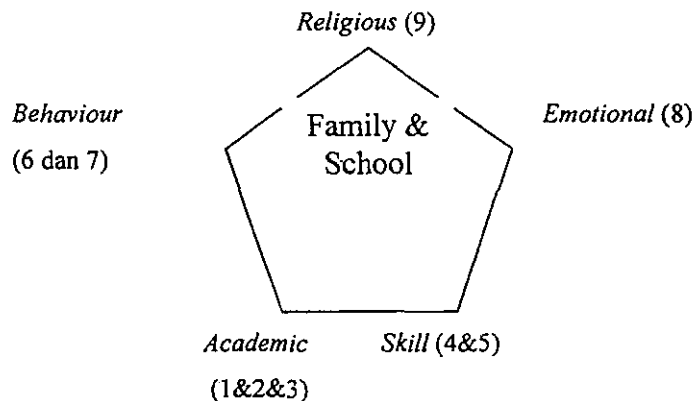 Religious (9)
Behaviour
(6 dan 7)
Family &
School
Emotional (8)
Academic
(1&2&3)
Skill (4&5)